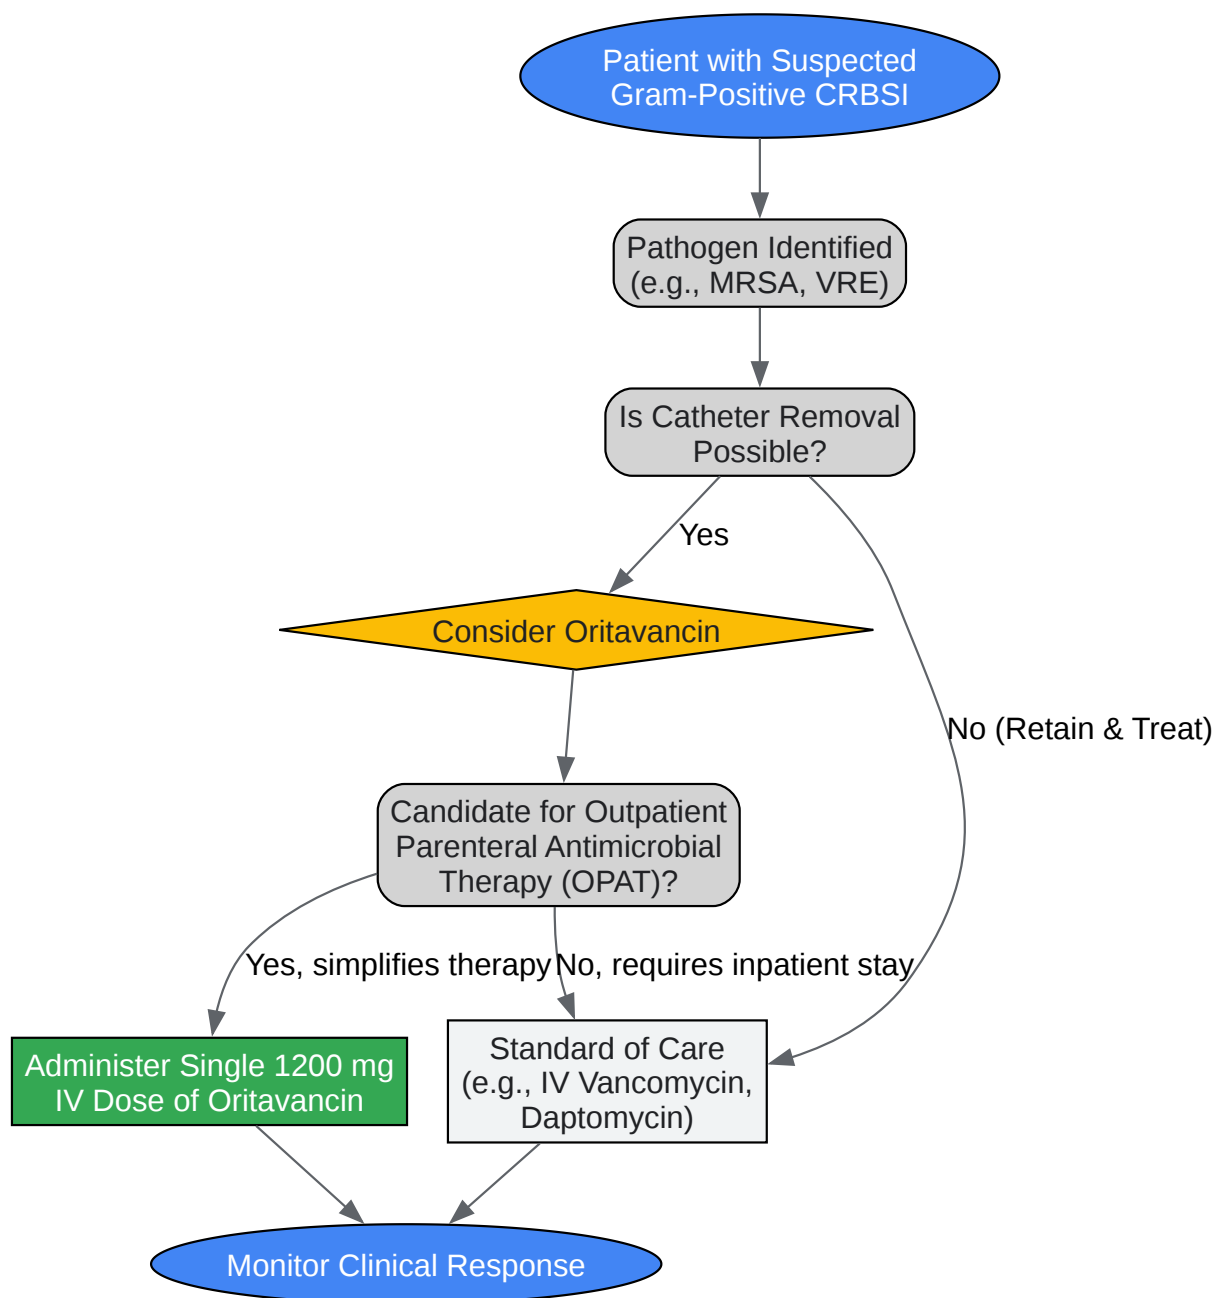 Patient with Suspected
Gram-Positive CRBSI
Pathogen Identified
(e.g., MRSA, VRE)
Is Catheter Removal
Possible?
Yes
Consider Oritavancin
No (Retain & Treat)
Candidate for Outpatient
Parenteral Antimicrobial
Therapy (OPAT)?
Yes, simplifies therapy
No, requires inpatient stay
Administer Single 1200 mg
IV Dose of Oritavancin
Standard of Care
(e.g., IV Vancomycin,
Daptomycin)
Monitor Clinical Response